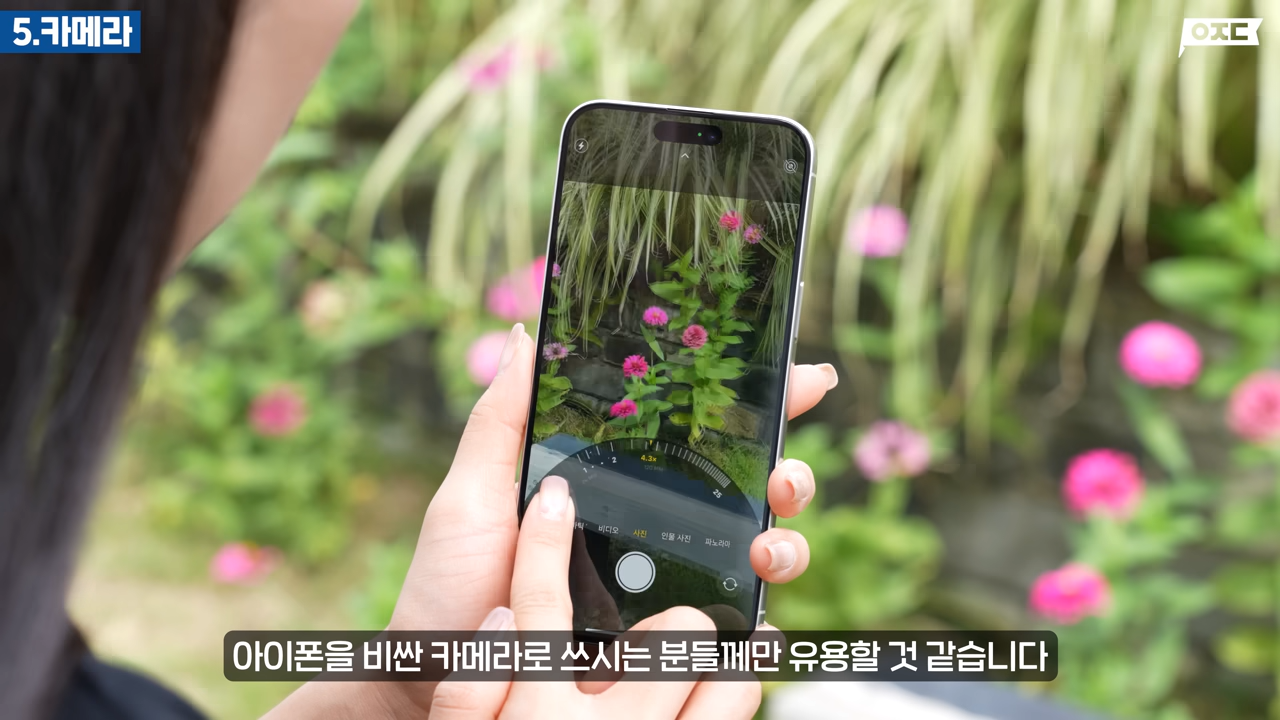 5.카메라
오지다
4.3×
2
25
비디오
사진
인물 사진
파노라마
아이폰을 비싼 카메라로 쓰시는 분들께만 유용할 것 같습니다